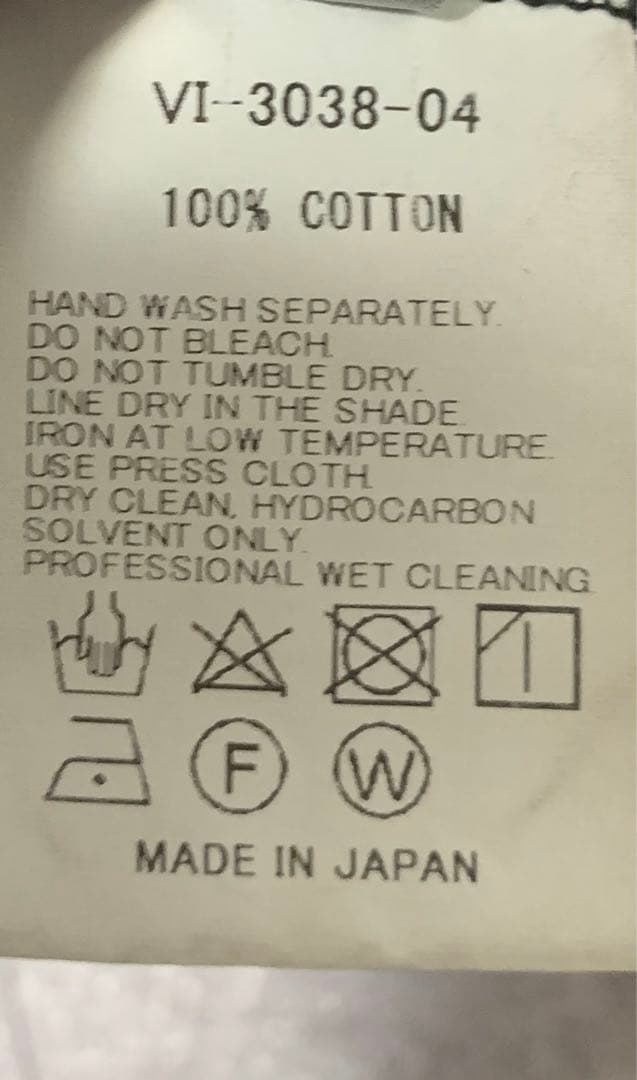 VI-3038-04
100% COTTON
HAND WASH SEPARATELY.
DO NOT BLEACH.
DO NOT TUMBLE DRY.
LINE DRY IN THE SHADE.
IRON AT LOW TEMPERATURE.
USE PRESS CLOTH.
DRY CLEAN, HYDROCARBON
SOLVENT ONLY.
PROFESSIONAL WET CLEANING.
F W
MADE IN JAPAN